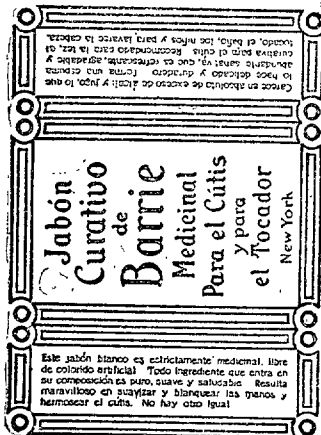 Carece en absoluto de exceso de álcali y jugo, lo que
lo hace delicado y duradero forma una espuma
abundante que es refrescante, agradable y
curativa para el cutis Recomendado para la tez, el
tocador, el baño, los niños y para lavarse la cabeza.
Jabón
Curativo
de
Barrie
Medicinal
Para el Cútis
y para
el Tocador
New York
Este jabón blanco es estrictamente medicinal, libre
de colorido artificial Todo ingrediente que entra en
su composición es puro, suave y saludable Resulta
maravilloso en suavizar y blanquear las manos y
hermosear el cútis. No hay otro igual